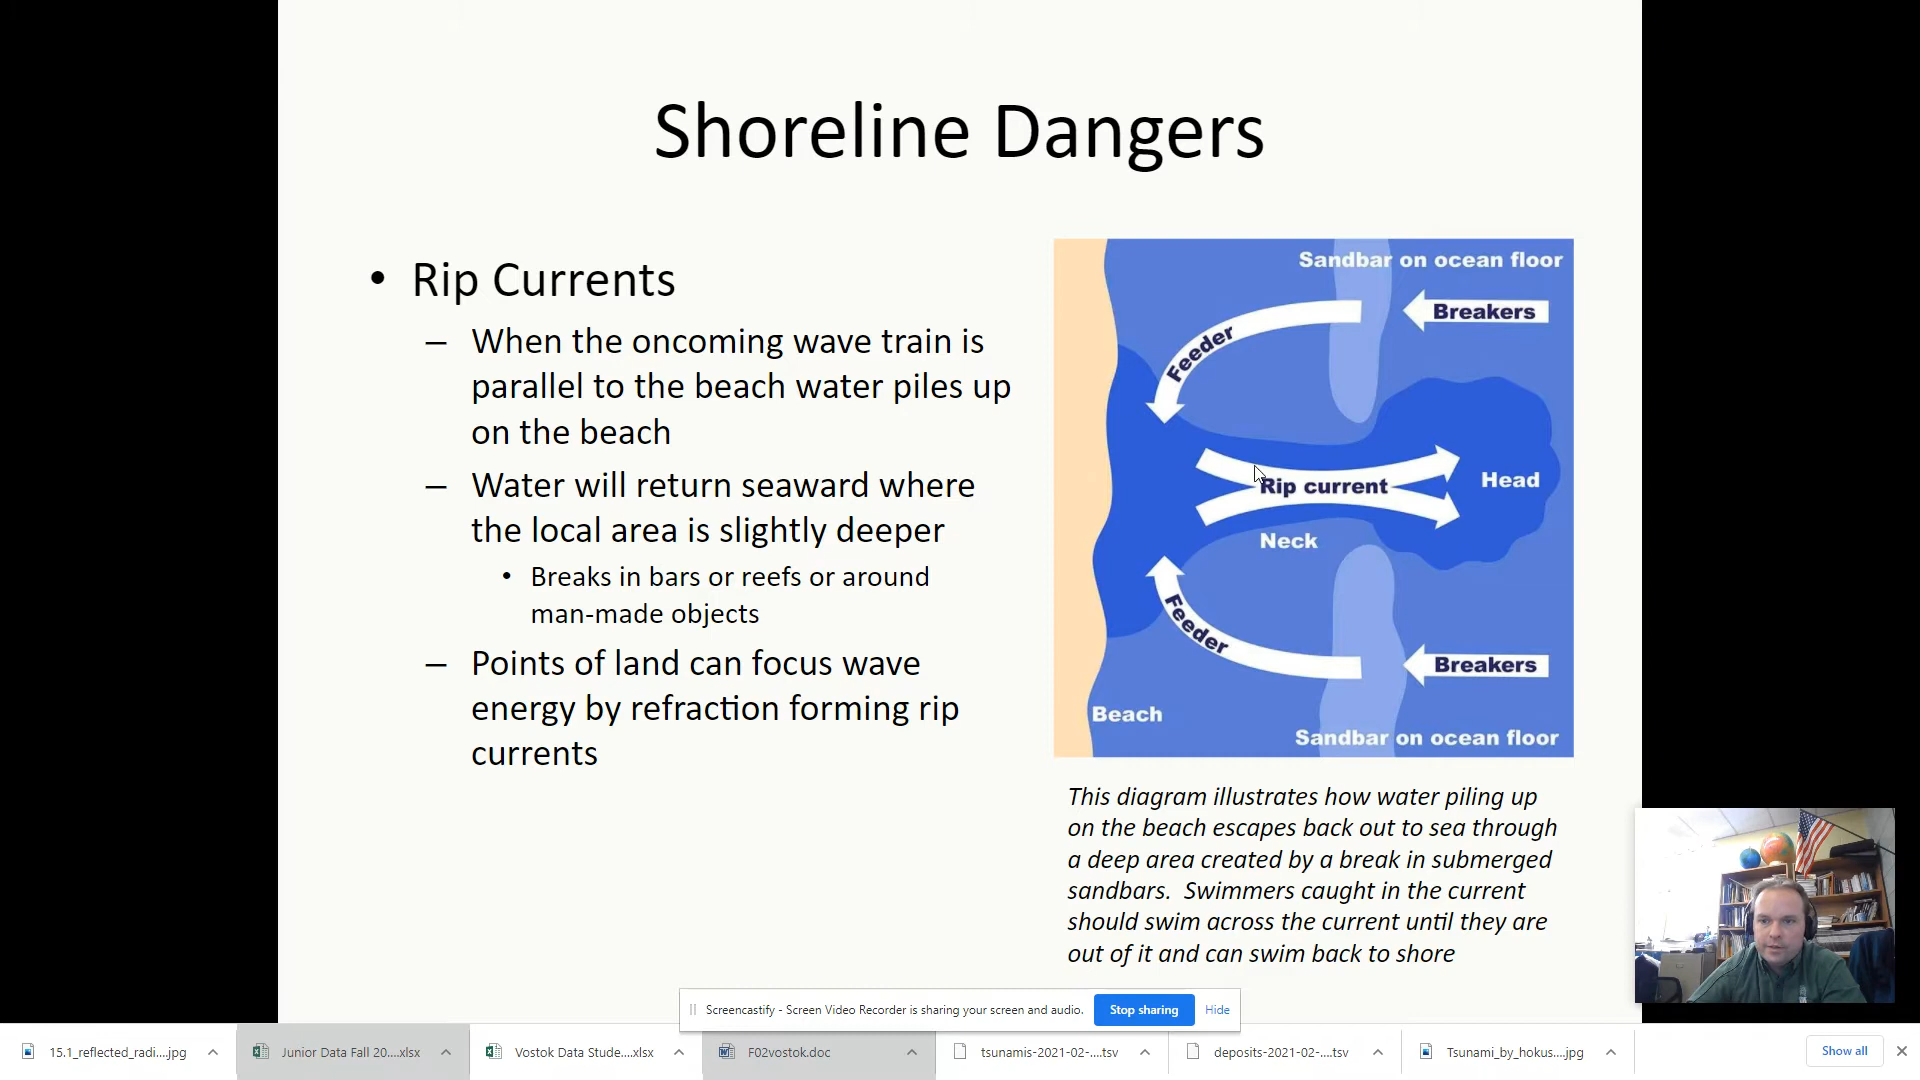 Shoreline Dangers
• Rip Currents
– When the oncoming wave train is
parallel to the beach water piles up
on the beach
– Water will return seaward where
the local area is slightly deeper
• Breaks in bars or reefs or around
man-made objects
– Points of land can focus wave
energy by refraction forming rip
currents
Sandbar on ocean floor
Breakers
Feeder
Rip current
Head
Neck
Feeder
Breakers
Beach
Sandbar on ocean floor
This diagram illustrates how water piling up
on the beach escapes back out to sea through
a deep area created by a break in submerged
sandbars. Swimmers caught in the current
should swim across the current until they are
out of it and can swim back to shore
Screencastify - Screen Video Recorder is sharing your screen and audio. Stop sharing Hide
15.1_reflected_radi....jpg Junior Data Fall 20....xlsx Vostok Data Stude....xlsx F02vostok.doc tsunamis-2021-02-....tsv deposits-2021-02-....tsv Tsunami_by_hokus....jpg Show all